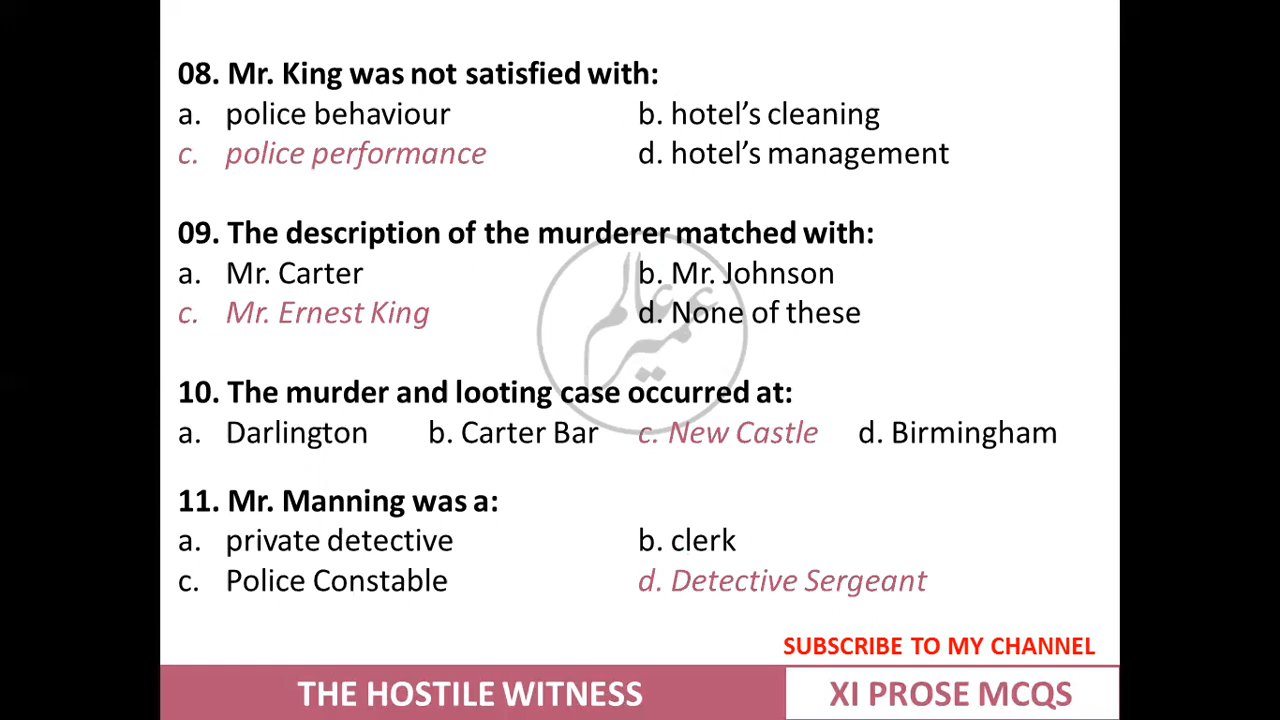 08. Mr. King was not satisfied with:
a. police behaviour b. hotel's cleaning
c. police performance d. hotel's management
09. The description of the murderer matched with:
a. Mr. Carter b. Mr. Johnson
c. Mr. Ernest King d. None of these
عمیر عالم
10. The murder and looting case occurred at:
a. Darlington b. Carter Bar c. New Castle d. Birmingham
11. Mr. Manning was a:
a. private detective b. clerk
c. Police Constable d. Detective Sergeant
SUBSCRIBE TO MY CHANNEL
THE HOSTILE WITNESS XI PROSE MCQS